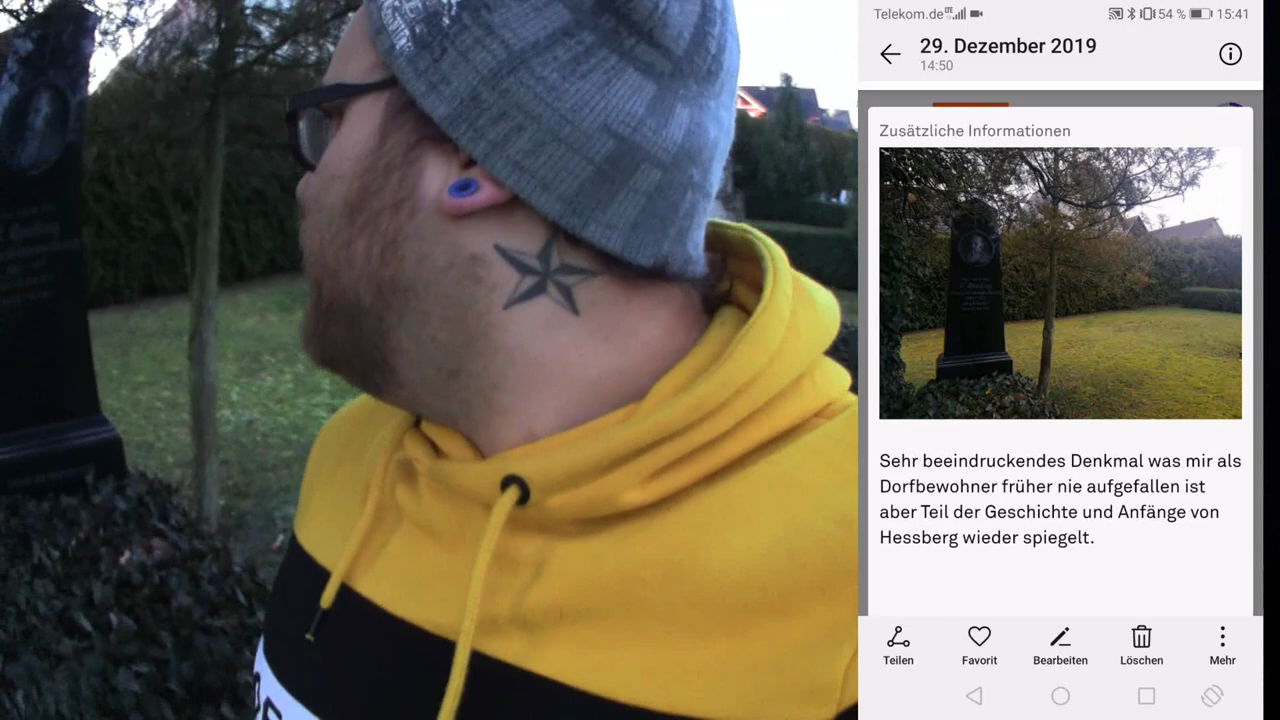 Telekom.de
54 %
15:41
29. Dezember 2019
14:50
Zusätzliche Informationen
Sehr beeindruckendes Denkmal was mir als
Dorfbewohner früher nie aufgefallen ist
aber Teil der Geschichte und Anfänge von
Hessberg wieder spiegelt.
Teilen
Favorit
Bearbeiten
Löschen
Mehr